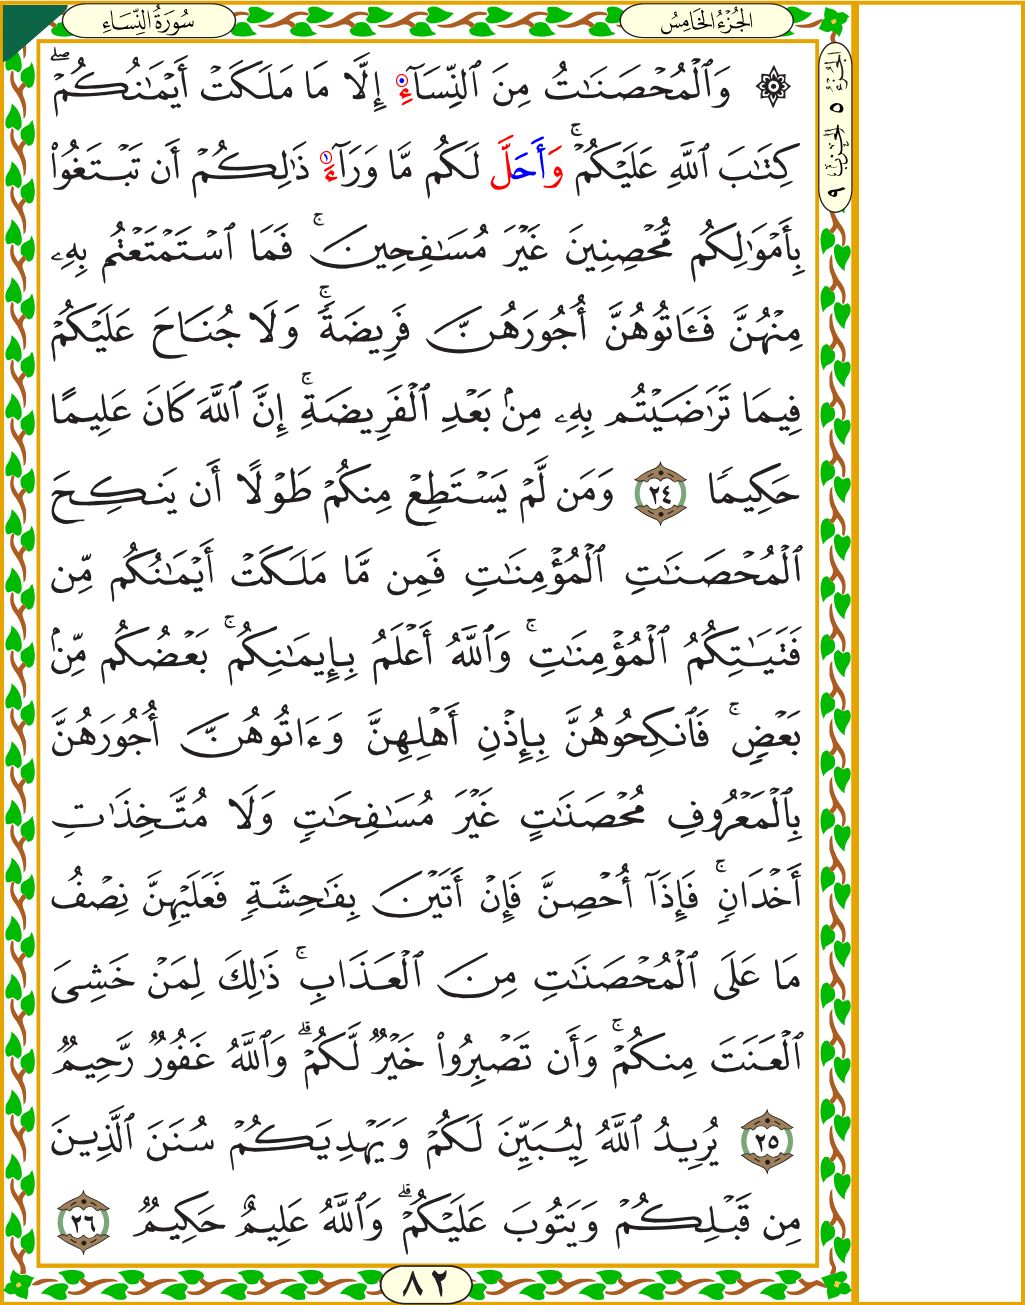 سُورَةُ النِّسَاءِ
الجُزْءُ الخَامِسُ
الجُزْءُ ٥ الحِزْبُ ٩
۞ وَٱلْمُحْصَنَٰتُ مِنَ ٱلنِّسَآءِ إِلَّا مَا مَلَكَتْ أَيْمَٰنُكُمْۖ
كِتَٰبَ ٱللَّهِ عَلَيْكُمْۚ وَأَحَلَّ لَكُم مَّا وَرَآءَ ذَٰلِكُمْ أَن تَبْتَغُوا۟
بِأَمْوَٰلِكُم مُّحْصِنِينَ غَيْرَ مُسَٰفِحِينَۚ فَمَا ٱسْتَمْتَعْتُم بِهِۦ
مِنْهُنَّ فَـَٔاتُوهُنَّ أُجُورَهُنَّ فَرِيضَةًۚ وَلَا جُنَاحَ عَلَيْكُمْ
فِيمَا تَرَٰضَيْتُم بِهِۦ مِنۢ بَعْدِ ٱلْفَرِيضَةِۚ إِنَّ ٱللَّهَ كَانَ عَلِيمًا
حَكِيمًا ٢٤ وَمَن لَّمْ يَسْتَطِعْ مِنكُمْ طَوْلًا أَن يَنكِحَ
ٱلْمُحْصَنَٰتِ ٱلْمُؤْمِنَٰتِ فَمِن مَّا مَلَكَتْ أَيْمَٰنُكُم مِّن
فَتَيَٰتِكُمُ ٱلْمُؤْمِنَٰتِۚ وَٱللَّهُ أَعْلَمُ بِإِيمَٰنِكُمۚ بَعْضُكُم مِّنۢ
بَعْضٍۚ فَٱنكِحُوهُنَّ بِإِذْنِ أَهْلِهِنَّ وَءَاتُوهُنَّ أُجُورَهُنَّ
بِٱلْمَعْرُوفِ مُحْصَنَٰتٍ غَيْرَ مُسَٰفِحَٰتٍ وَلَا مُتَّخِذَٰتِ
أَخْدَانٍۚ فَإِذَآ أُحْصِنَّ فَإِنْ أَتَيْنَ بِفَٰحِشَةٍ فَعَلَيْهِنَّ نِصْفُ
مَا عَلَى ٱلْمُحْصَنَٰتِ مِنَ ٱلْعَذَابِۚ ذَٰلِكَ لِمَنْ خَشِىَ
ٱلْعَنَتَ مِنكُمْۚ وَأَن تَصْبِرُوا۟ خَيْرٌ لَّكُمْۗ وَٱللَّهُ غَفُورٌ رَّحِيمٌ
٢٥ يُرِيدُ ٱللَّهُ لِيُبَيِّنَ لَكُمْ وَيَهْدِيَكُمْ سُنَنَ ٱلَّذِينَ
مِن قَبْلِكُمْ وَيَتُوبَ عَلَيْكُمْۗ وَٱللَّهُ عَلِيمٌ حَكِيمٌ ٢٦
٨٢